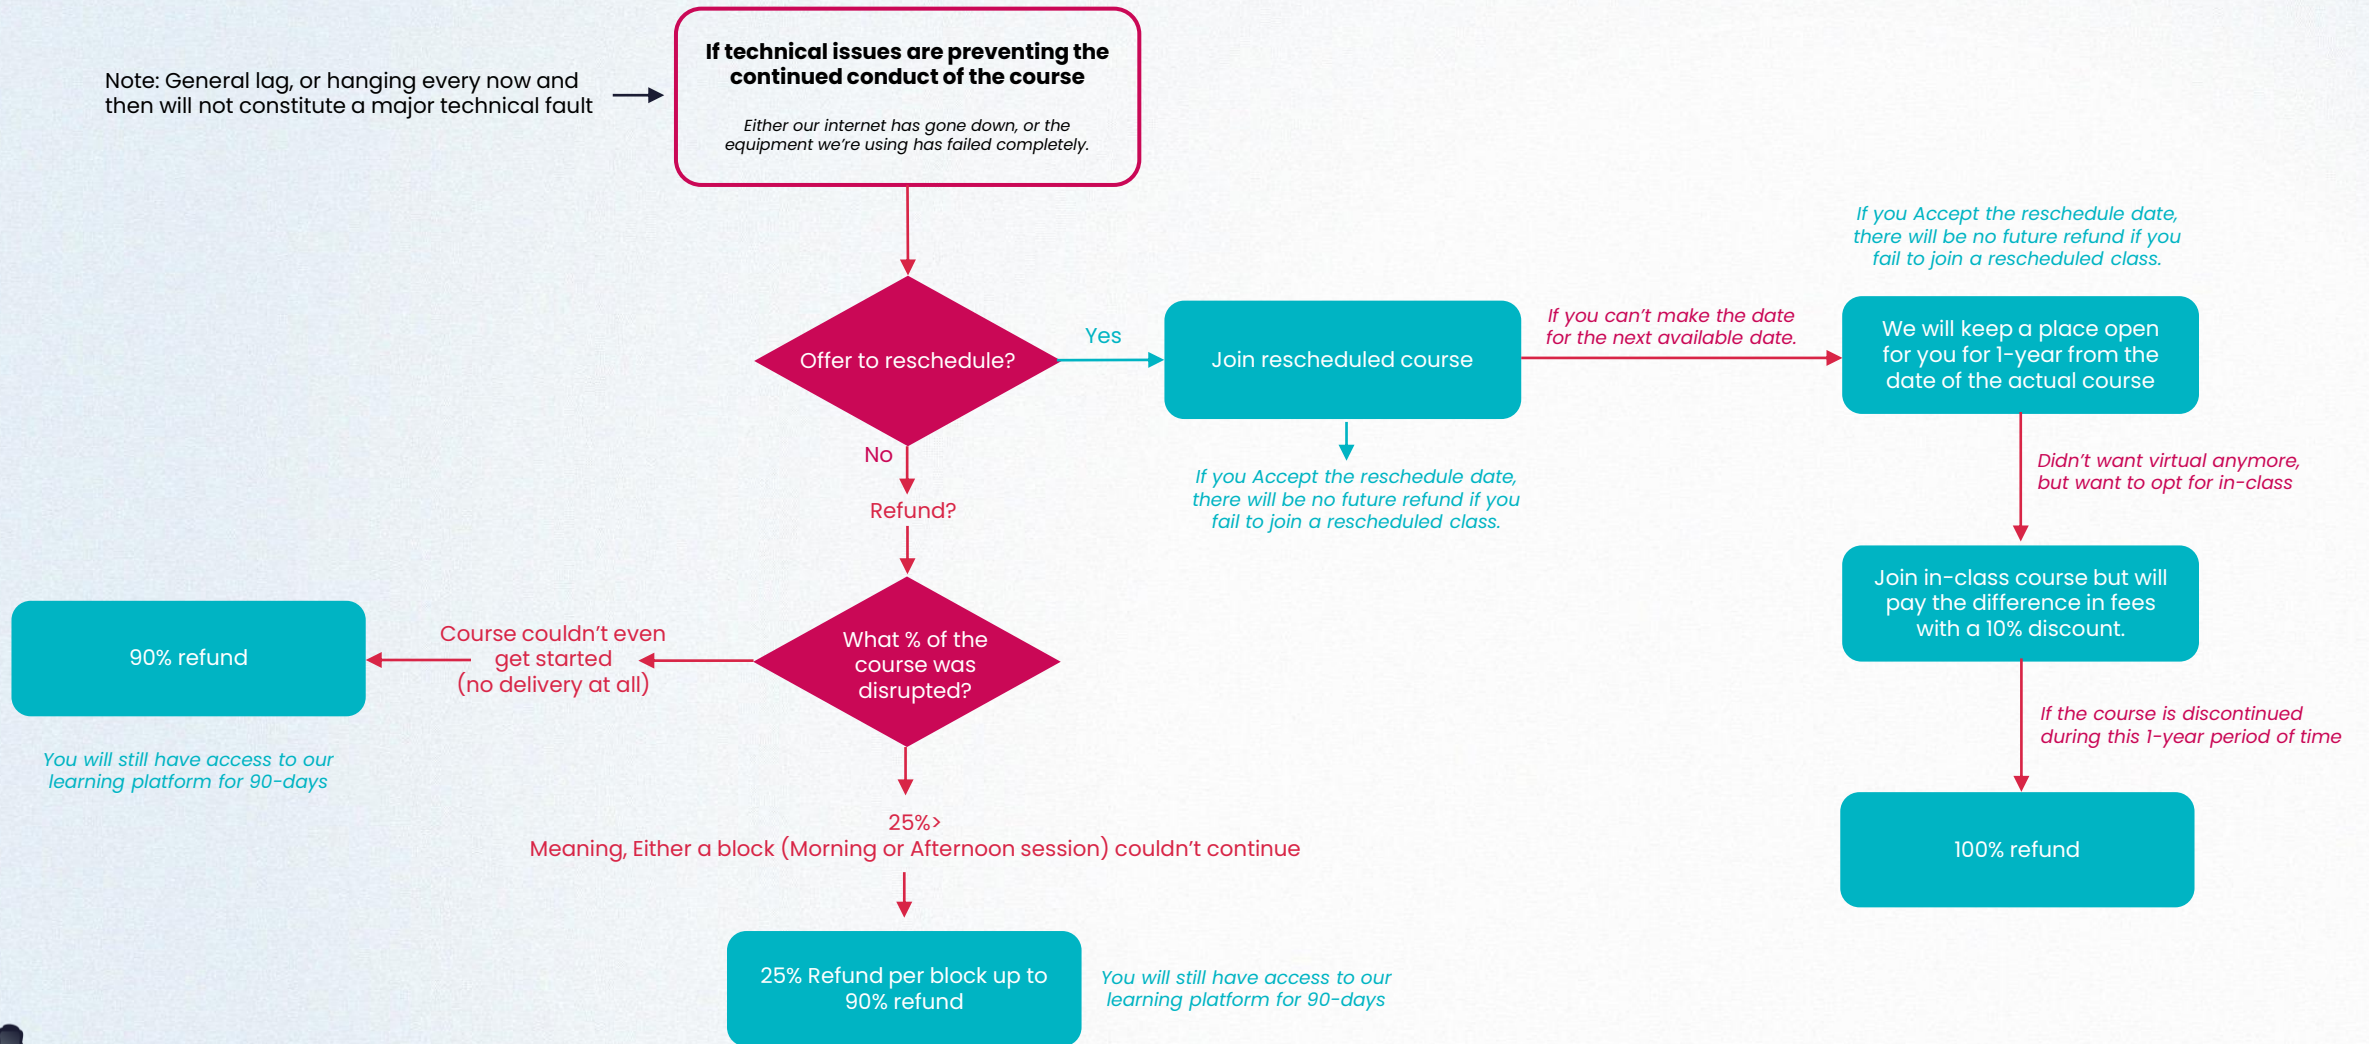 If technical issues are preventing the
continued conduct of the course
Either our internet has gone down, or the
equipment we're using has failed completely.
Note: General lag, or hanging every now and
then will not constitute a major technical fault
Offer to reschedule?
Yes
Join rescheduled course
If you Accept the reschedule date,
there will be no future refund if you
fail to join a rescheduled class.
If you can't make the date
for the next available date.
If you Accept the reschedule date,
there will be no future refund if you
fail to join a rescheduled class.
We will keep a place open
for you for 1-year from the
date of the actual course
Didn't want virtual anymore,
but want to opt for in-class
Join in-class course but will
pay the difference in fees
with a 10% discount.
If the course is discontinued
during this 1-year period of time
100% refund
No
Refund?
What % of the
course was
disrupted?
Course couldn't even
get started
(no delivery at all)
90% refund
You will still have access to our
learning platform for 90-days
25%>
Meaning, Either a block (Morning or Afternoon session) couldn't continue
25% Refund per block up to
90% refund
You will still have access to our
learning platform for 90-days